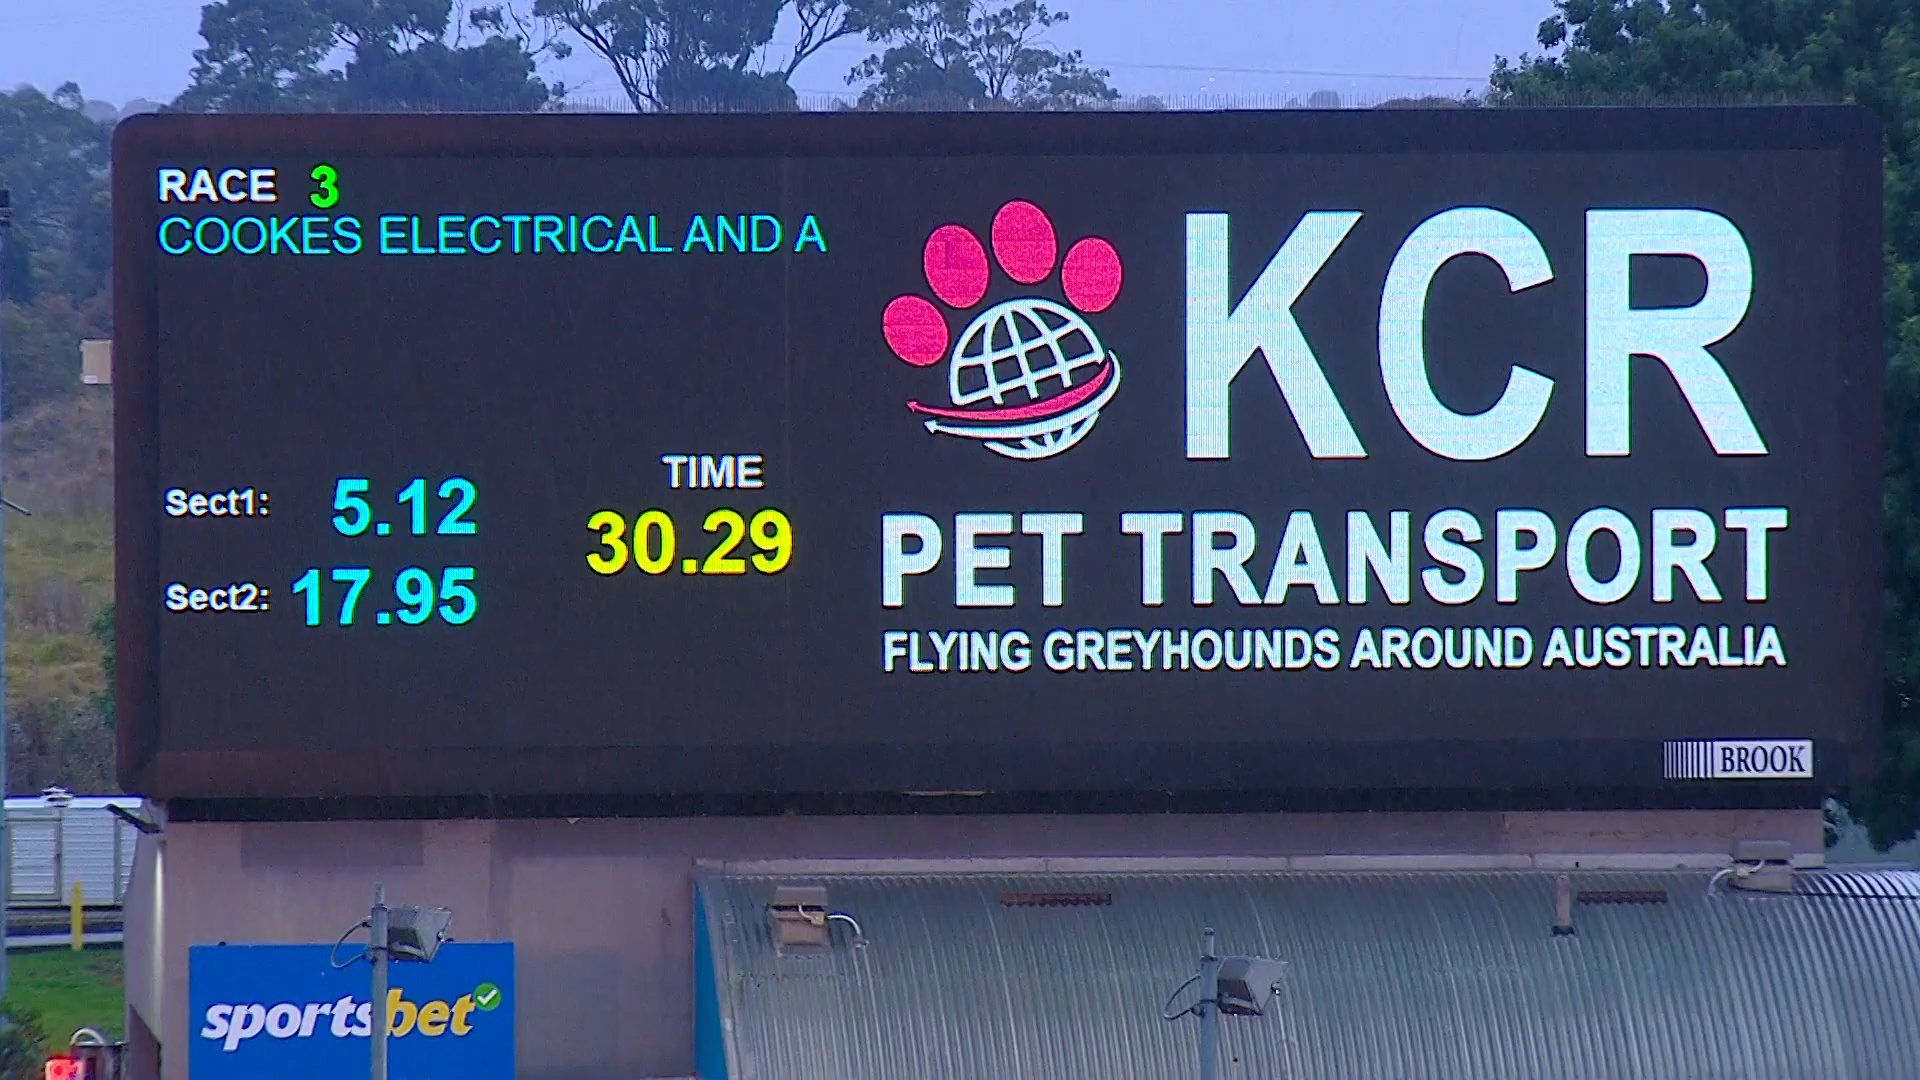 RACE 3
COOKES ELECTRICAL AND A
TIME
Sect1: 5.12
30.29
Sect2: 17.95
KCR
PET TRANSPORT
FLYING GREYHOUNDS AROUND AUSTRALIA
BROOK
sportsbet